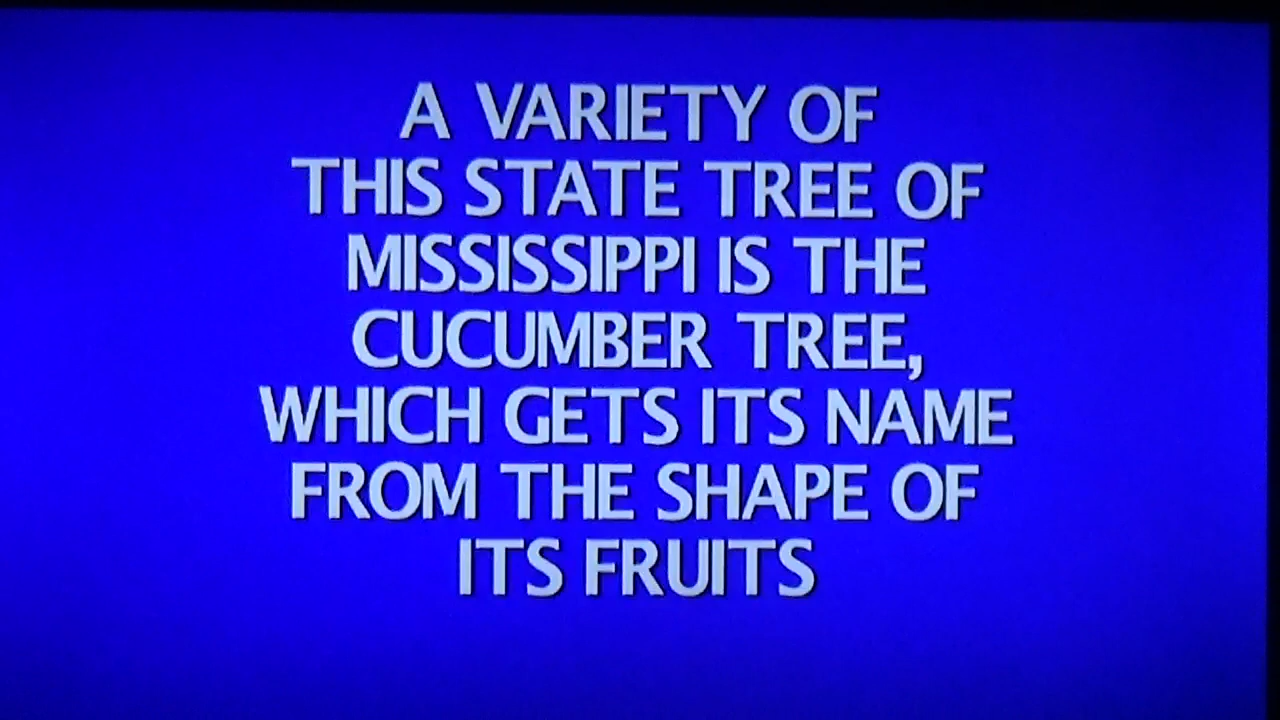 A VARIETY OF
THIS STATE TREE OF
MISSISSIPPI IS THE
CUCUMBER TREE,
WHICH GETS ITS NAME
FROM THE SHAPE OF
ITS FRUITS